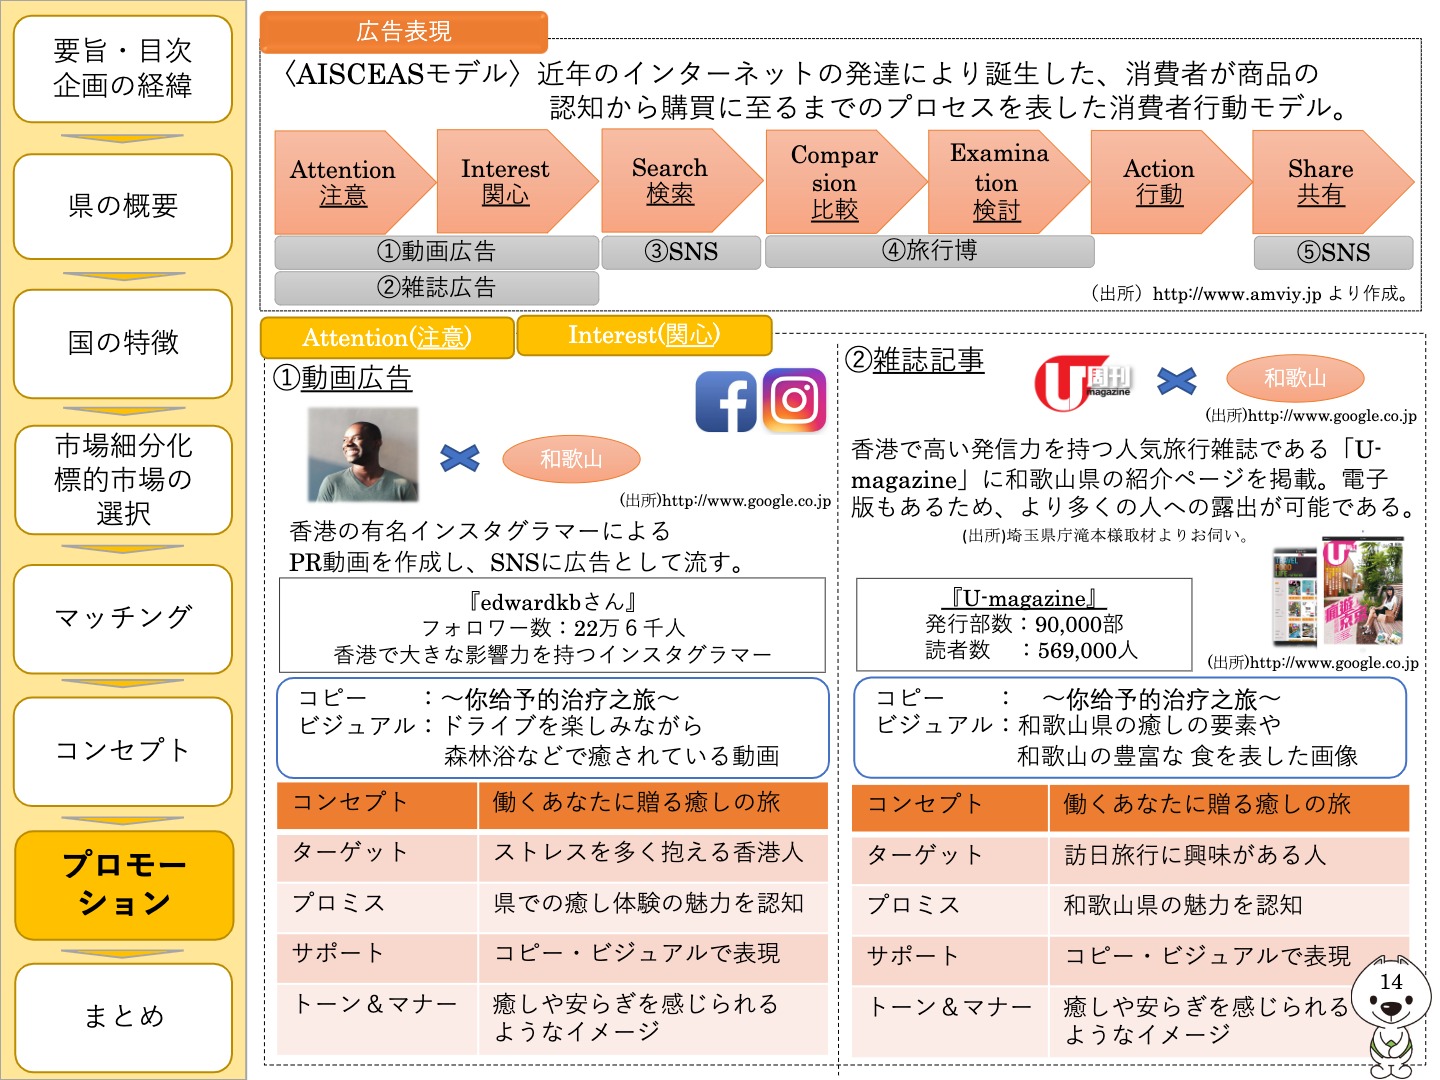 要旨・目次
企画の経緯
県の概要
国の特徴
市場細分化
標的市場の
選択
マッチング
コンセプト
プロモー
ション
まとめ
広告表現
〈AISCEASモデル〉近年のインターネットの発達により誕生した、消費者が商品の
認知から購買に至るまでのプロセスを表した消費者行動モデル。
Attention
注意
Interest
関心
Search
検索
Compar
sion
比較
Examina
tion
検討
Action
行動
Share
共有
①動画広告
③SNS
④旅行博
⑤SNS
②雑誌広告
（出所）http://www.amviy.jp より作成。
Attention(注意)
Interest(関心)
①動画広告
和歌山
(出所)http://www.google.co.jp
香港の有名インスタグラマーによる
PR動画を作成し、SNSに広告として流す。
『edwardkbさん』
フォロワー数：22万６千人
香港で大きな影響力を持つインスタグラマー
コピー　　：～你给予的治疗之旅～
ビジュアル：ドライブを楽しみながら
森林浴などで癒されている動画
コンセプト 働くあなたに贈る癒しの旅
ターゲット ストレスを多く抱える香港人
プロミス 県での癒し体験の魅力を認知
サポート コピー・ビジュアルで表現
トーン＆マナー 癒しや安らぎを感じられる
ようなイメージ
②雑誌記事
U周刊
magazine
和歌山
(出所)http://www.google.co.jp
香港で高い発信力を持つ人気旅行雑誌である「U-
magazine」に和歌山県の紹介ページを掲載。電子
版もあるため、より多くの人への露出が可能である。
(出所)埼玉県庁滝本様取材よりお伺い。
『U-magazine』
発行部数：90,000部
読者数　：569,000人
(出所)http://www.google.co.jp
コピー　　：　～你给予的治疗之旅～
ビジュアル：和歌山県の癒しの要素や
和歌山の豊富な 食を表した画像
コンセプト 働くあなたに贈る癒しの旅
ターゲット 訪日旅行に興味がある人
プロミス 和歌山県の魅力を認知
サポート コピー・ビジュアルで表現
トーン＆マナー 癒しや安らぎを感じられる
ようなイメージ
14